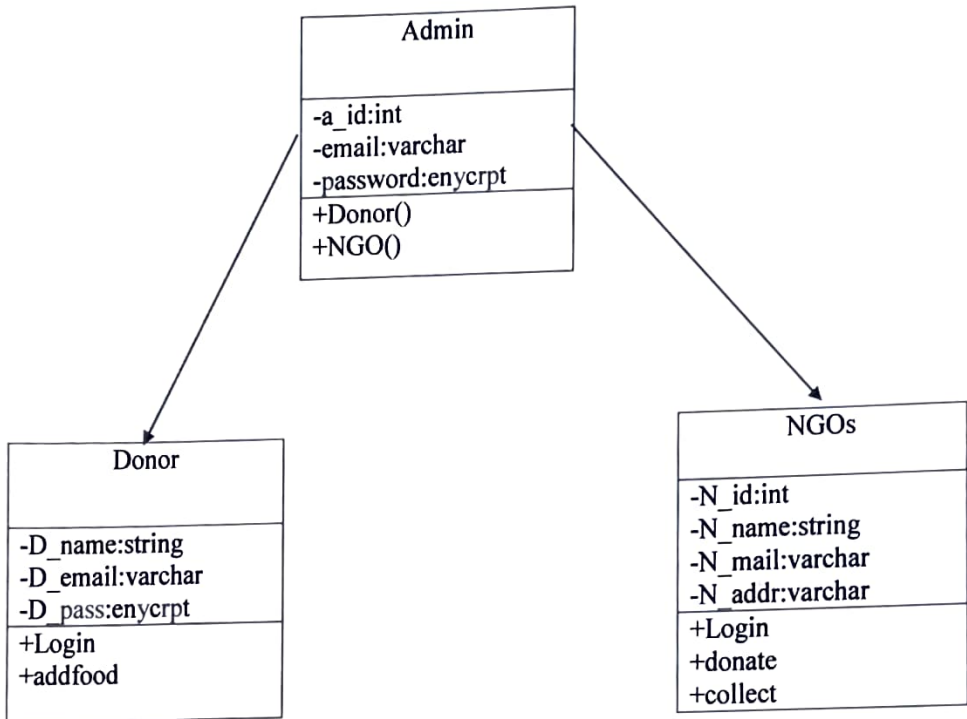 Admin
-a_id:int
-email:varchar
-password:enycrpt
+Donor()
+NGO()
Donor
-D_name:string
-D_email:varchar
-D_pass:enycrpt
+Login
+addfood
NGOs
-N_id:int
-N_name:string
-N_mail:varchar
-N_addr:varchar
+Login
+donate
+collect